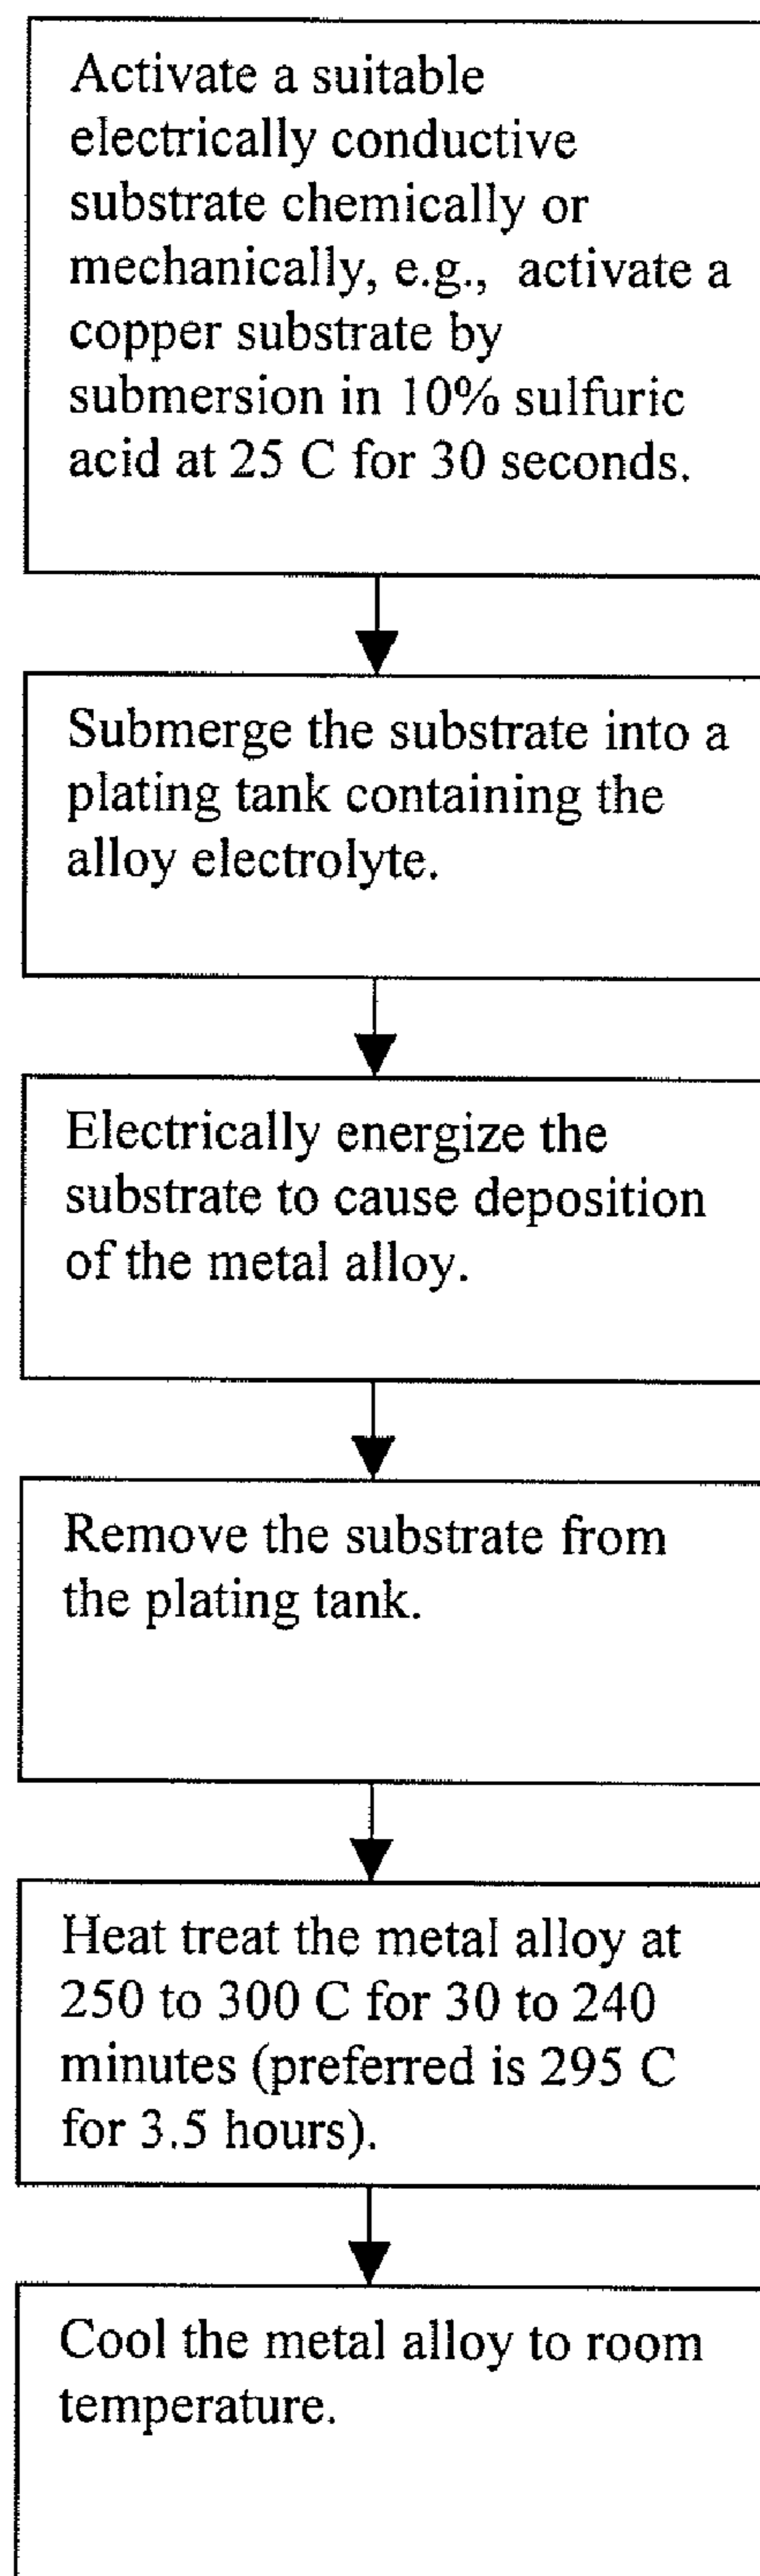 Activate a suitable
electrically conductive
substrate chemically or
mechanically, e.g.,  activate a
copper substrate by
submersion in 10% sulfuric
acid at 25 C for 30 seconds.
Submerge the substrate into a
plating tank containing the
alloy electrolyte.
Electrically energize the
substrate to cause deposition
of the metal alloy.
Remove the substrate from
the plating tank.
Heat treat the metal alloy at
250 to 300 C for 30 to 240
minutes (preferred is 295 C
for 3.5 hours).
Cool the metal alloy to room
temperature.